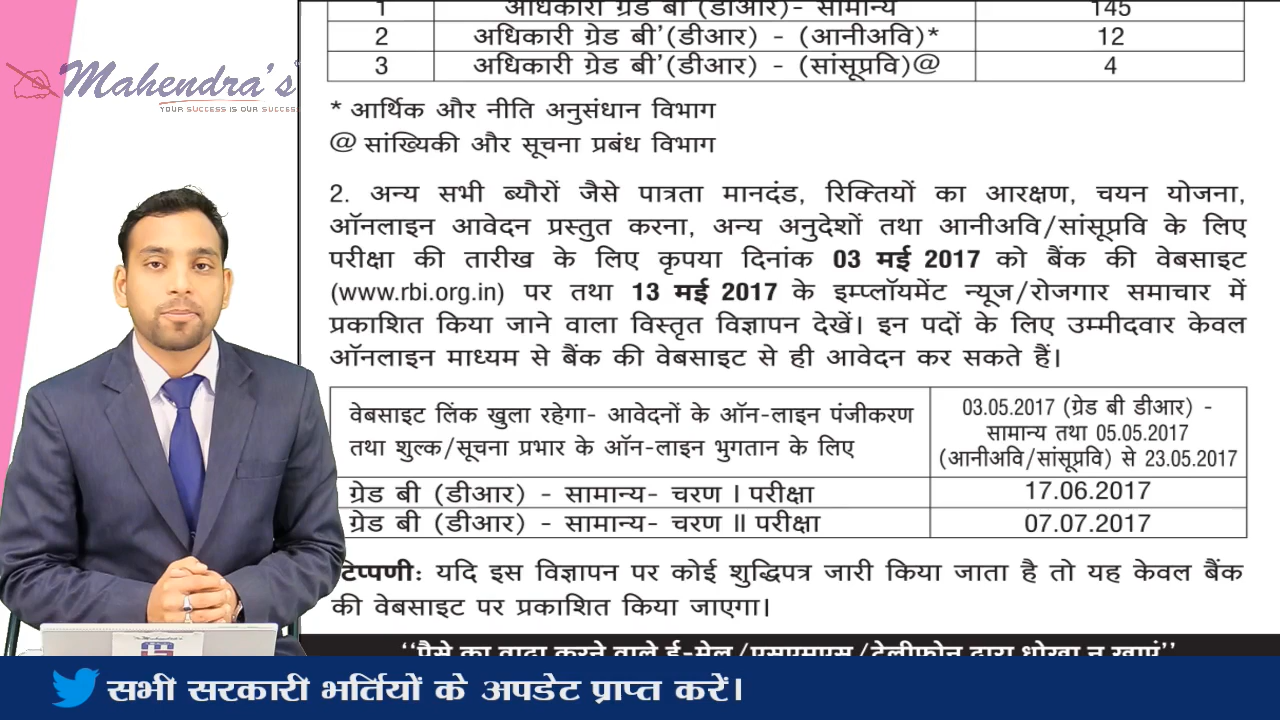 1 अधिकारी ग्रेड बी'(डीआर)- सामान्य 145
2 अधिकारी ग्रेड बी'(डीआर) - (आनीअवि)* 12
3 अधिकारी ग्रेड बी'(डीआर) - (सांसूप्रवि)@ 4
Mahendra's
YOUR SUCCESS IS OUR SUCCESS
* आर्थिक और नीति अनुसंधान विभाग
@ सांख्यिकी और सूचना प्रबंध विभाग
2. अन्य सभी ब्यौरों जैसे पात्रता मानदंड, रिक्तियों का आरक्षण, चयन योजना,
ऑनलाइन आवेदन प्रस्तुत करना, अन्य अनुदेशों तथा आनीअवि/सांसूप्रवि के लिए
परीक्षा की तारीख के लिए कृपया दिनांक 03 मई 2017 को बैंक की वेबसाइट
(www.rbi.org.in) पर तथा 13 मई 2017 के इम्प्लॉयमेंट न्यूज/रोजगार समाचार में
प्रकाशित किया जाने वाला विस्तृत विज्ञापन देखें। इन पदों के लिए उम्मीदवार केवल
ऑनलाइन माध्यम से बैंक की वेबसाइट से ही आवेदन कर सकते हैं।
वेबसाइट लिंक खुला रहेगा- आवेदनों के ऑन-लाइन पंजीकरण
तथा शुल्क/सूचना प्रभार के ऑन-लाइन भुगतान के लिए
03.05.2017 (ग्रेड बी डीआर) -
सामान्य तथा 05.05.2017
(आनीअवि/सांसूप्रवि) से 23.05.2017
ग्रेड बी (डीआर) - सामान्य- चरण I परीक्षा 17.06.2017
ग्रेड बी (डीआर) - सामान्य- चरण II परीक्षा 07.07.2017
टिप्पणी: यदि इस विज्ञापन पर कोई शुद्धिपत्र जारी किया जाता है तो यह केवल बैंक
की वेबसाइट पर प्रकाशित किया जाएगा।
‘‘पैसे का वादा करने वाले ई-मेल/एसएमएस/टेलीफोन द्वारा धोखा न खाएं’’
सभी सरकारी भर्तियों के अपडेट प्राप्त करें।